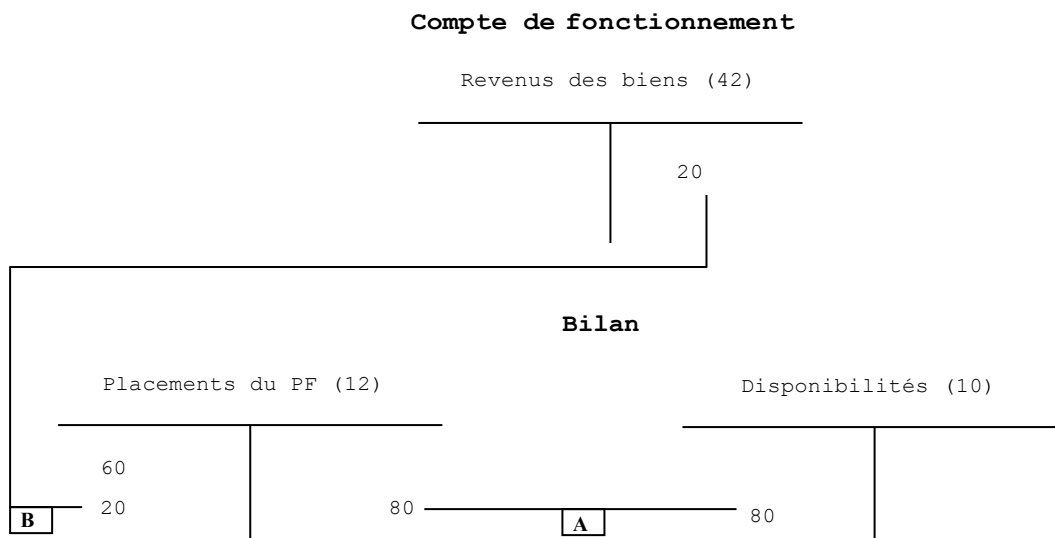 Compte de fonctionnement
Revenus des biens (42)
20
Bilan
Placements du PF (12)
Disponibilités (10)
60
20
80
80
B
A